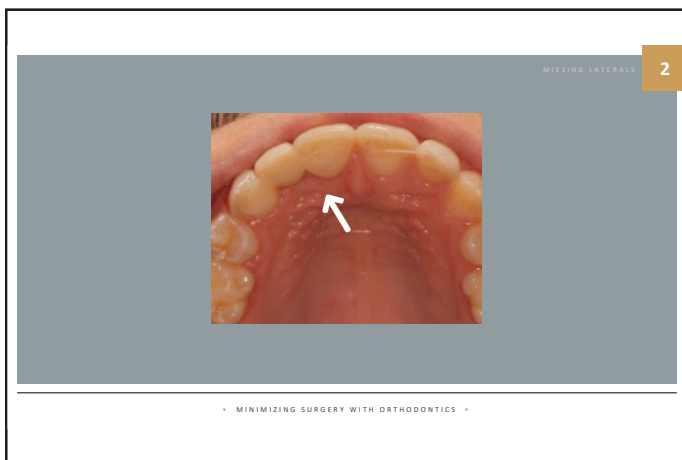 MISSING LATERALS 2
• MINIMIZING SURGERY WITH ORTHODONTICS •